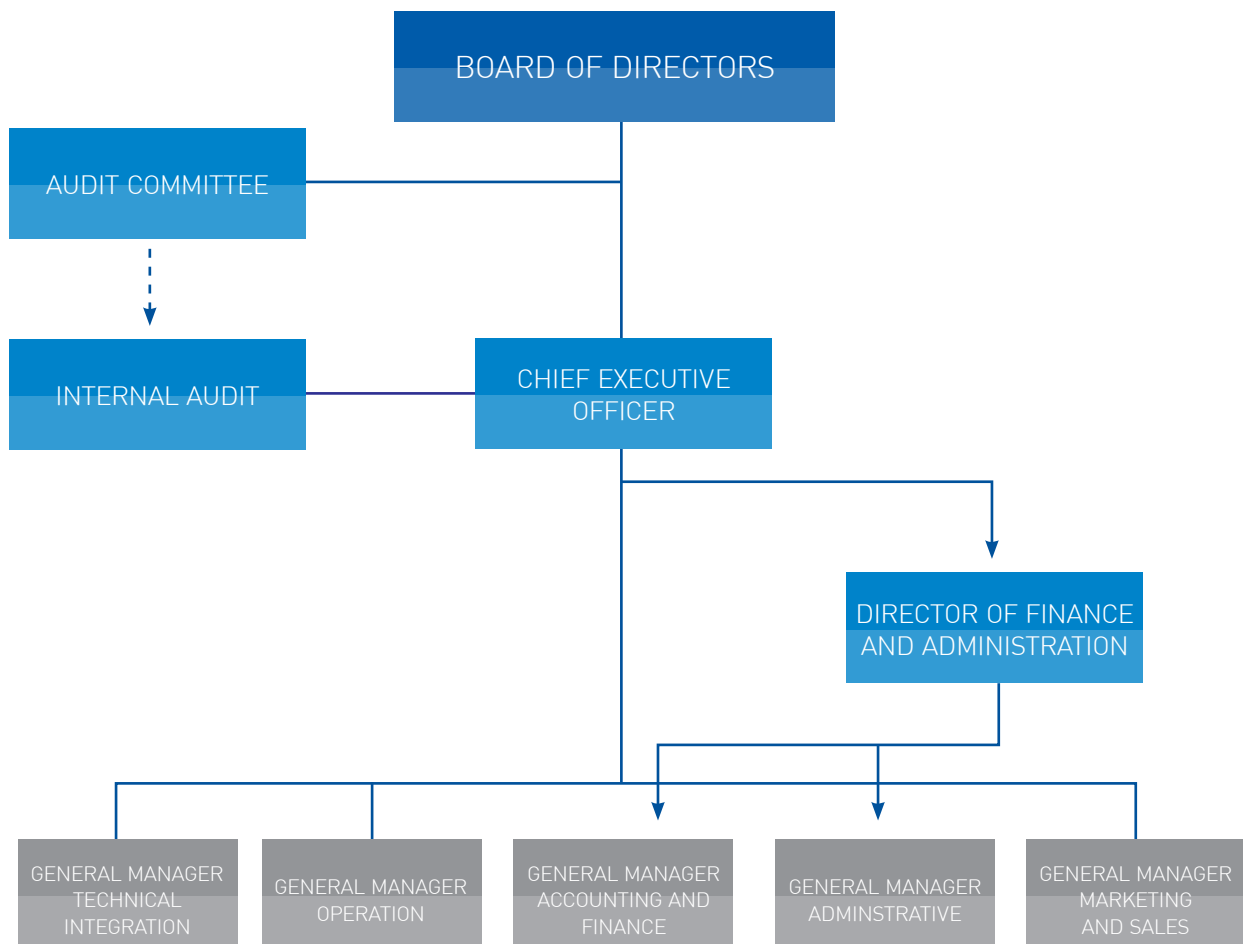 BOARD OF DIRECTORS
AUDIT COMMITTEE
INTERNAL AUDIT
CHIEF EXECUTIVE
OFFICER
DIRECTOR OF FINANCE
AND ADMINISTRATION
GENERAL MANAGER
TECHNICAL
INTEGRATION
GENERAL MANAGER
OPERATION
GENERAL MANAGER
ACCOUNTING AND
FINANCE
GENERAL MANAGER
ADMINSTRATIVE
GENERAL MANAGER
MARKETING
AND SALES